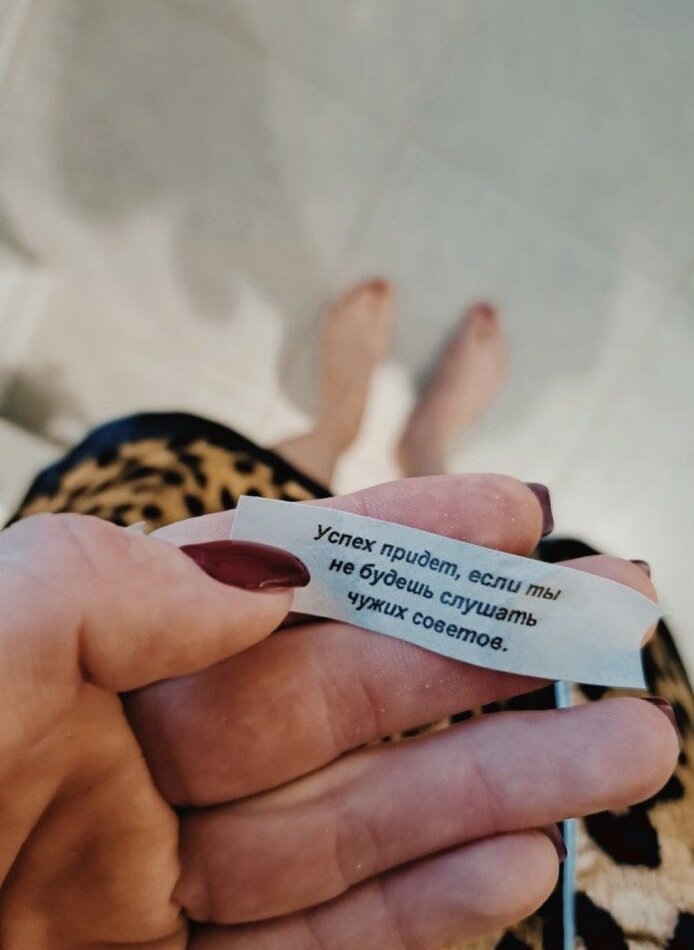 Успех придет, если ты
не будешь слушать
чужих советов.